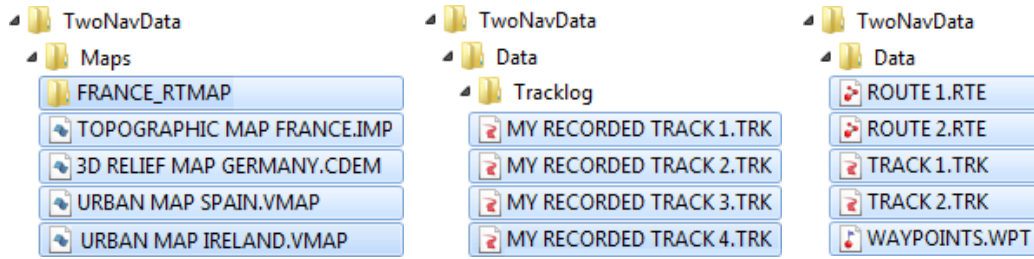 TwoNavData
Maps
FRANCE_RTMAP
TOPOGRAPHIC MAP FRANCE.IMP
3D RELIEF MAP GERMANY.CDEM
URBAN MAP SPAIN.VMAP
URBAN MAP IRELAND.VMAP
TwoNavData
Data
Tracklog
MY RECORDED TRACK 1.TRK
MY RECORDED TRACK 2.TRK
MY RECORDED TRACK 3.TRK
MY RECORDED TRACK 4.TRK
TwoNavData
Data
ROUTE 1.RTE
ROUTE 2.RTE
TRACK 1.TRK
TRACK 2.TRK
WAYPOINTS.WPT